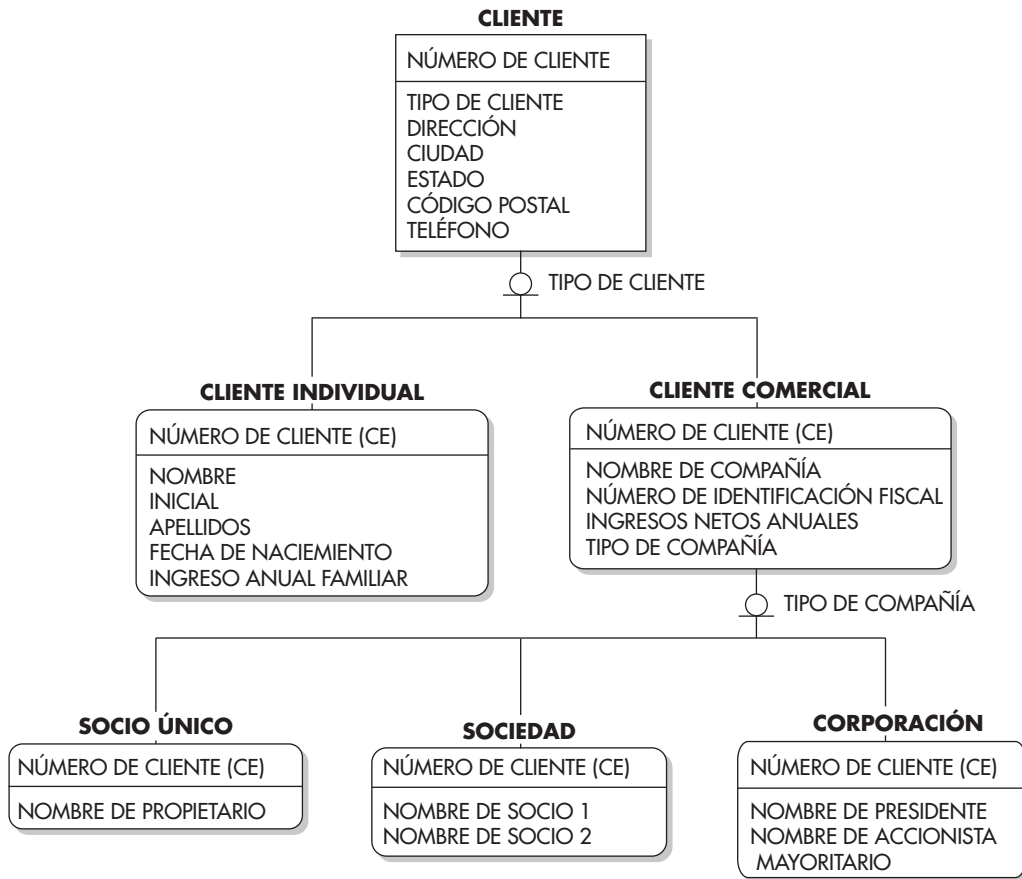 CLIENTE
NÚMERO DE CLIENTE
TIPO DE CLIENTE
DIRECCIÓN
CIUDAD
ESTADO
CÓDIGO POSTAL
TELÉFONO
TIPO DE CLIENTE
CLIENTE INDIVIDUAL
NÚMERO DE CLIENTE (CE)
NOMBRE
INICIAL
APELLIDOS
FECHA DE NACIEMIENTO
INGRESO ANUAL FAMILIAR
CLIENTE COMERCIAL
NÚMERO DE CLIENTE (CE)
NOMBRE DE COMPAÑÍA
NÚMERO DE IDENTIFICACIÓN FISCAL
INGRESOS NETOS ANUALES
TIPO DE COMPAÑÍA
TIPO DE COMPAÑÍA
SOCIO ÚNICO
NÚMERO DE CLIENTE (CE)
NOMBRE DE PROPIETARIO
SOCIEDAD
NÚMERO DE CLIENTE (CE)
NOMBRE DE SOCIO 1
NOMBRE DE SOCIO 2
CORPORACIÓN
NÚMERO DE CLIENTE (CE)
NOMBRE DE PRESIDENTE
NOMBRE DE ACCIONISTA
MAYORITARIO